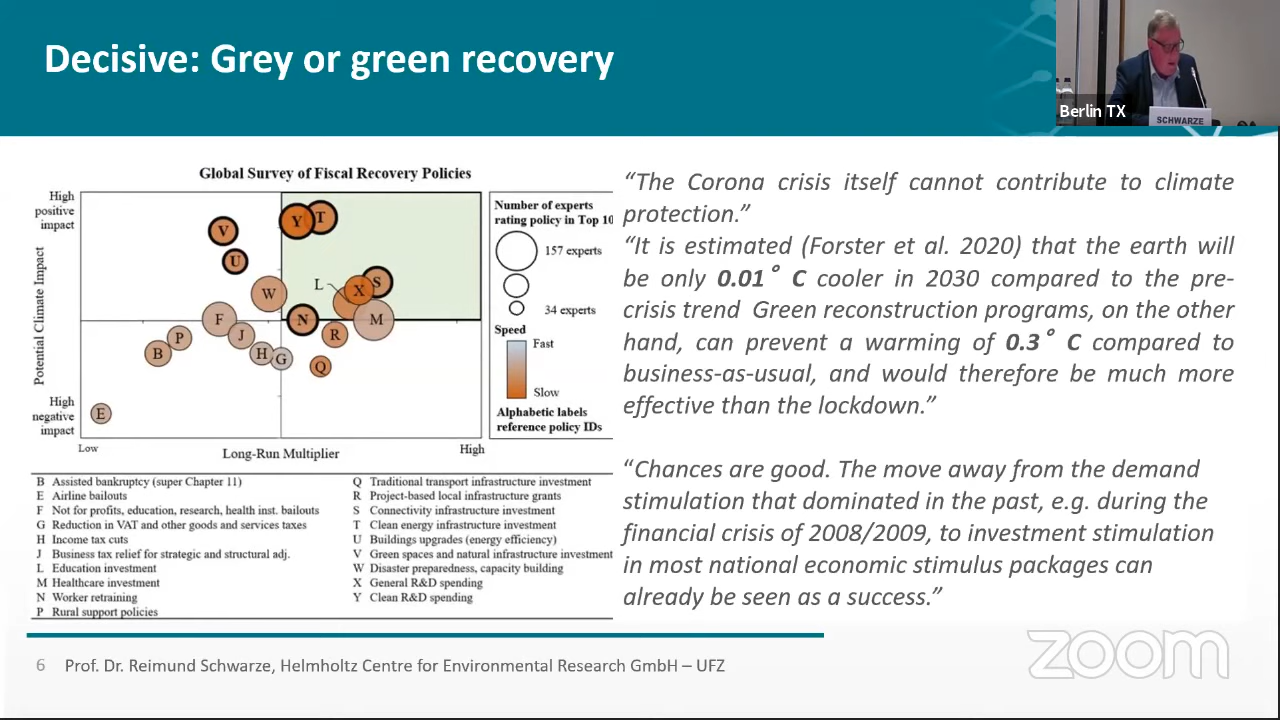 Decisive: Grey or green recovery
Berlin TX
SCHWARZE
Global Survey of Fiscal Recovery Policies
High
positive
impact
Potential Climate Impact
High
negative
impact
Low
Long-Run Multiplier
High
V
U
Y
T
L
X
S
W
F
N
M
J
R
P
B
H
G
Q
E
Number of experts
rating policy in Top 10
157 experts
34 experts
Speed
Fast
Slow
Alphabetic labels
reference policy IDs
B Assisted bankruptcy (super Chapter 11)
E Airline bailouts
F Not for profits, education, research, health inst. bailouts
G Reduction in VAT and other goods and services taxes
H Income tax cuts
J Business tax relief for strategic and structural adj.
L Education investment
M Healthcare investment
N Worker retraining
P Rural support policies
Q Traditional transport infrastructure investment
R Project-based local infrastructure grants
S Connectivity infrastructure investment
T Clean energy infrastructure investment
U Buildings upgrades (energy efficiency)
V Green spaces and natural infrastructure investment
W Disaster preparedness, capacity building
X General R&D spending
Y Clean R&D spending
“The Corona crisis itself cannot contribute to climate
protection.”
“It is estimated (Forster et al. 2020) that the earth will
be only 0.01° C cooler in 2030 compared to the pre-
crisis trend Green reconstruction programs, on the other
hand, can prevent a warming of 0.3° C compared to
business-as-usual, and would therefore be much more
effective than the lockdown.”
“Chances are good. The move away from the demand
stimulation that dominated in the past, e.g. during the
financial crisis of 2008/2009, to investment stimulation
in most national economic stimulus packages can
already be seen as a success.”
6 Prof. Dr. Reimund Schwarze, Helmholtz Centre for Environmental Research GmbH – UFZ
zoom